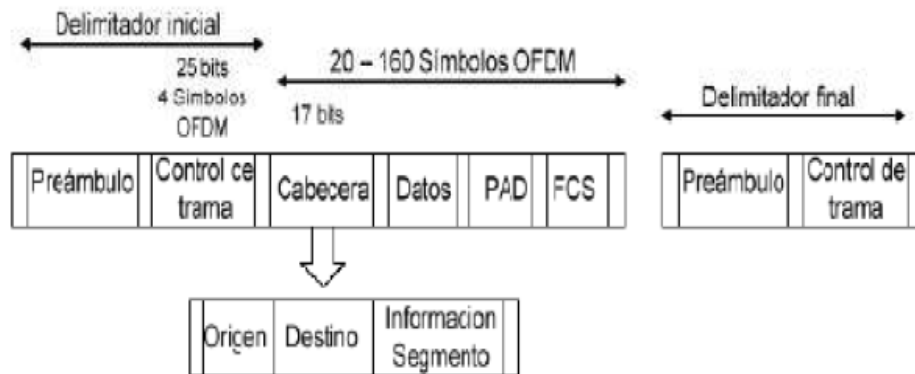 Delimitador inicial
25 bits
4 Simbolos
OFDM
20 – 160 Símbolos OFDM
17 bits
Delimitador final
Preámbulo
Control ce
trama
Cabecera
Datos
PAD
FCS
Preámbulo
Control de
trama
Origen
Destino
Informacion
Segmento